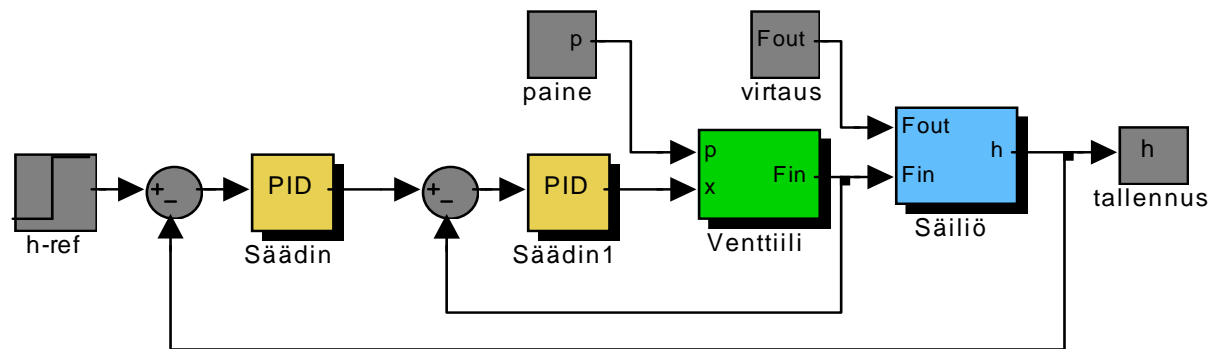 p
paine
Fout
virtaus
h-ref
+
−
PID
Säädin
+
−
PID
Säädin1
p
x
Fin
Venttiili
Fout
Fin
h
Säiliö
h
tallennus